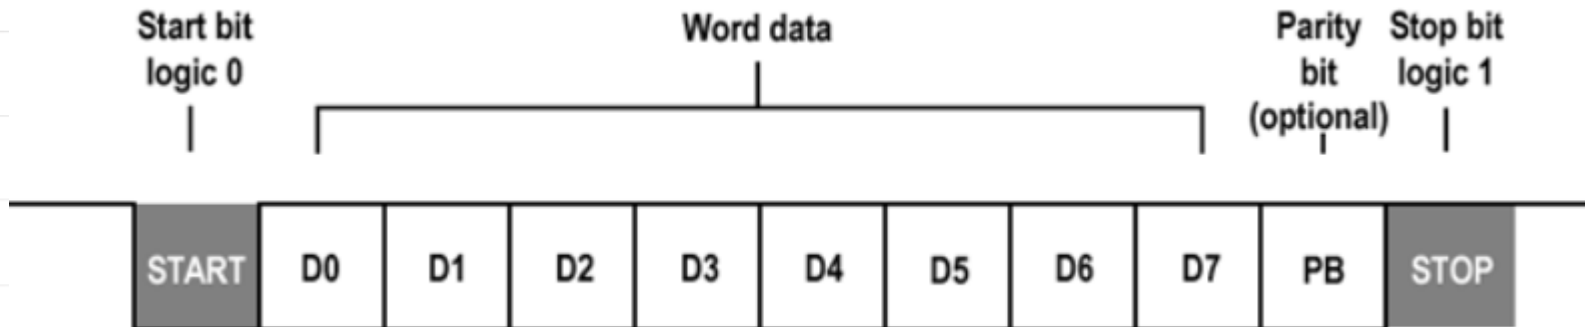 Start bit
logic 0
Word data
Parity
bit
(optional)
Stop bit
logic 1
START D0 D1 D2 D3 D4 D5 D6 D7 PB STOP